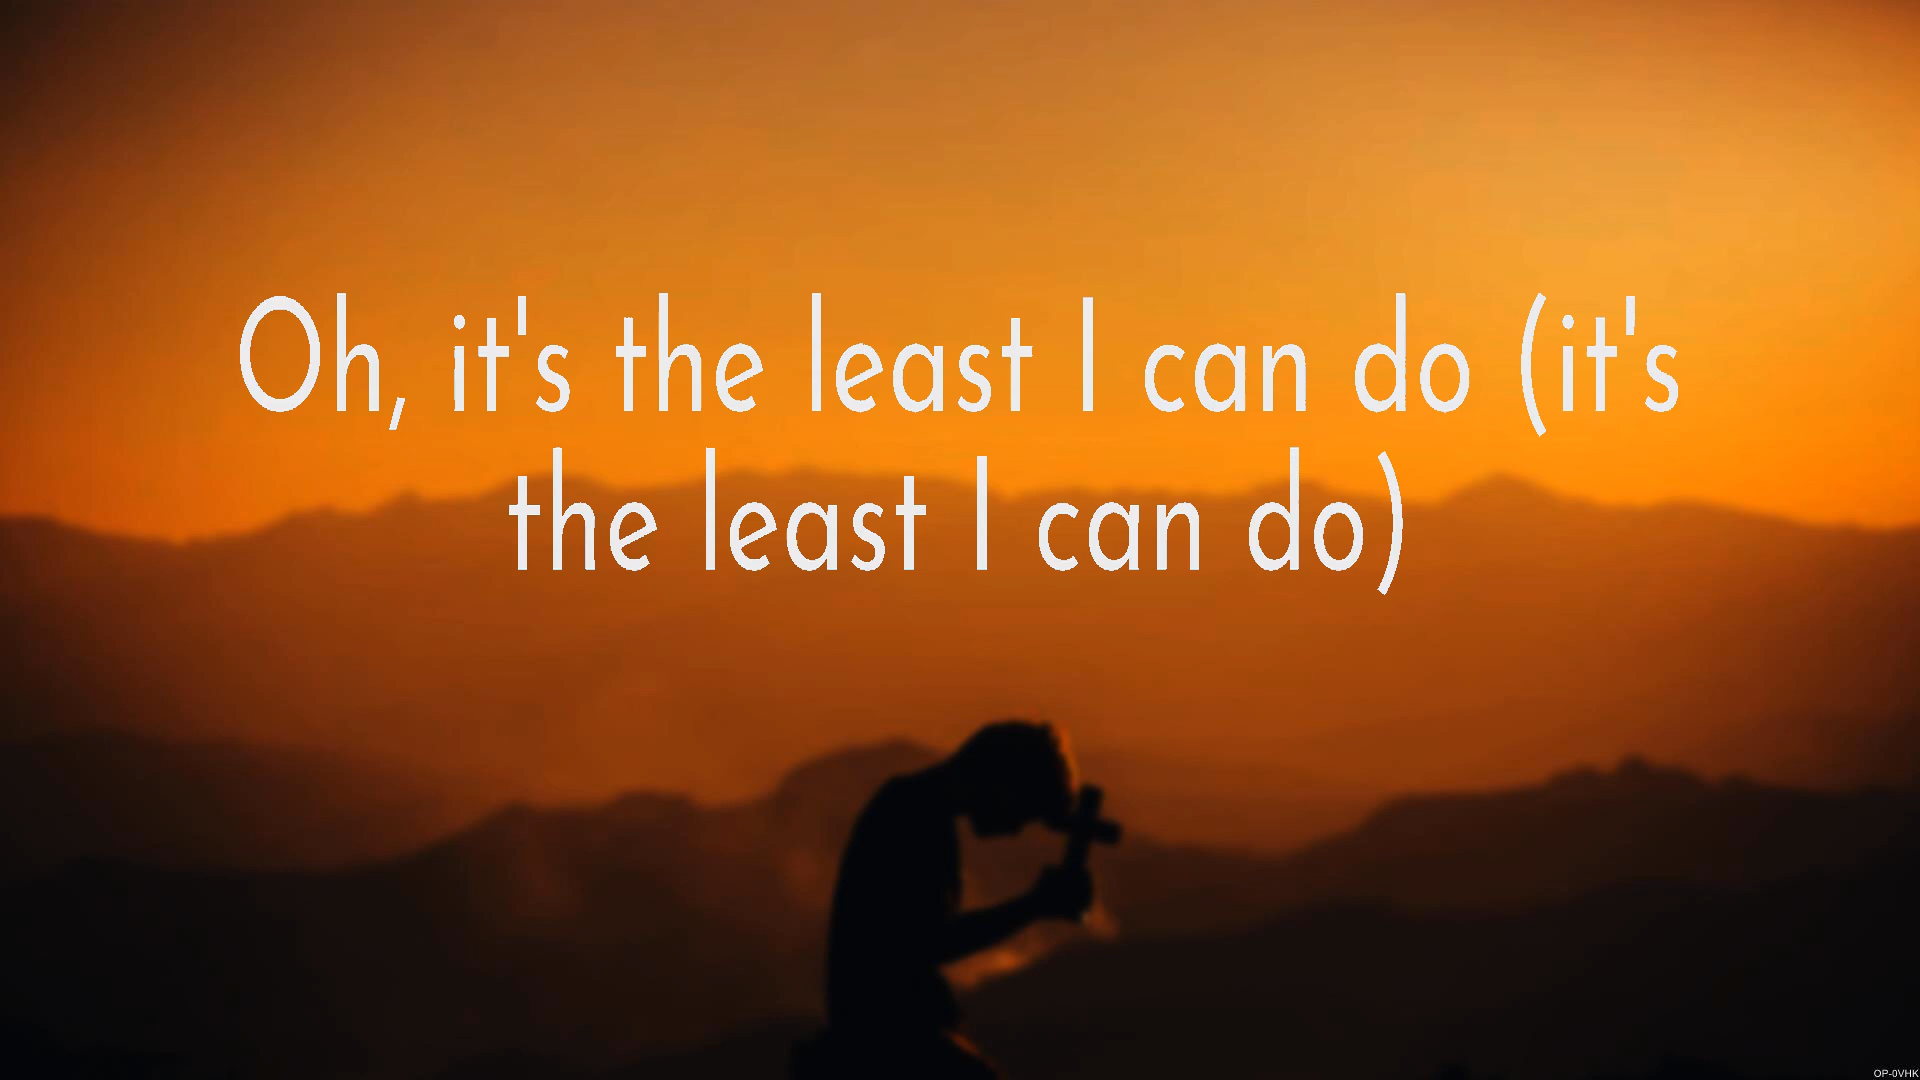 Oh, it's the least I can do (it's
the least I can do)
OP-0VHK